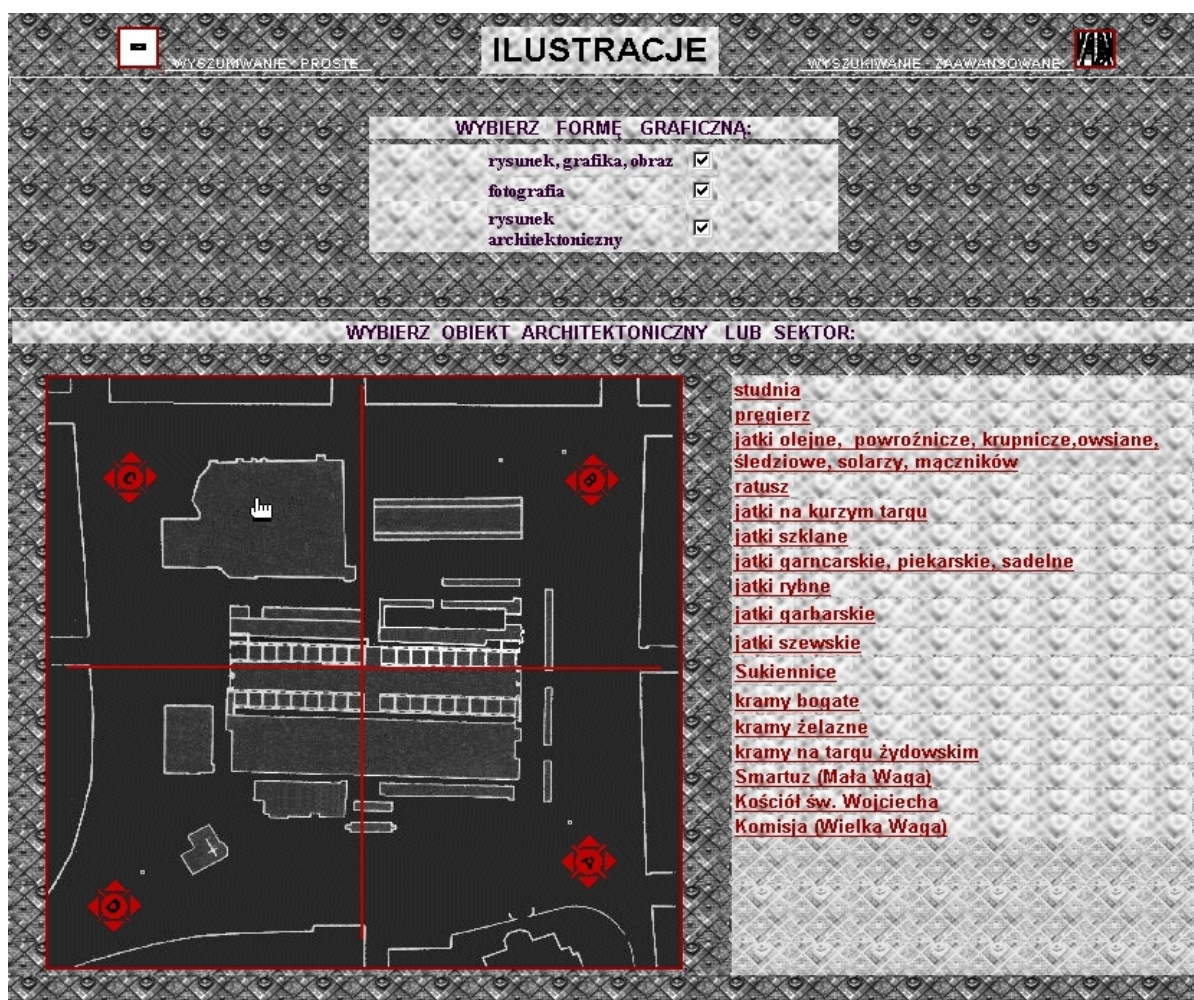 ILUSTRACJE
WYSZUKIWANIE - PROSTE
WYSZUKIWANIE - ZAAWANSOWANE
WYBIERZ FORMĘ GRAFICZNĄ:
rysunek, grafika, obraz
fotografia
rysunek
architektoniczny
WYBIERZ OBIEKT ARCHITEKTONICZNY LUB SEKTOR:
C
B
A
D
studnia
pręgierz
jatki olejne, powroźnicze, krupnicze,owsiane,
śledziowe, solarzy, mączników
ratusz
jatki na kurzym targu
jatki szklane
jatki garncarskie, piekarskie, sadelne
jatki rybne
jatki garbarskie
jatki szewskie
Sukiennice
kramy bogate
kramy żelazne
kramy na targu żydowskim
Smartuz (Mała Waga)
Kościół św. Wojciecha
Komisja (Wielka Waga)